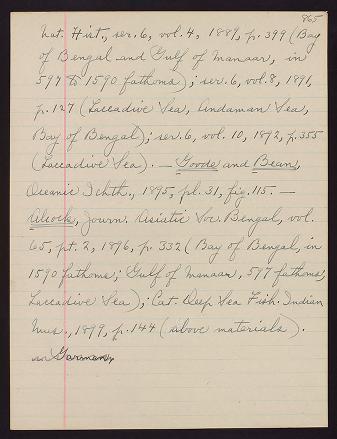 865
Nat. Hist., ser. 6, vol. 4, 1889, p. 399 (Bay
of Bengal and Gulf of Manaar, in
597 to 1590 fathoms); ser. 6, vol. 8, 1891,
p. 127 (Laccadive Sea, Andaman Sea,
Bay of Bengal); ser. 6, vol. 10, 1892, p. 355
(Laccadive Sea). — Goode and Bean,
Oceanic Ichth., 1895, pl. 31, fig. 115. —
Alcock, Journ. Asiatic Soc. Bengal, vol.
65, pt. 2, 1896, p. 332 (Bay of Bengal, in
1590 fathoms; Gulf of Manaar, 597 fathoms,
Laccadive Sea); Cat. Deep Sea Fish. Indian
Mus., 1899, p. 144 (above materials).
Garman,